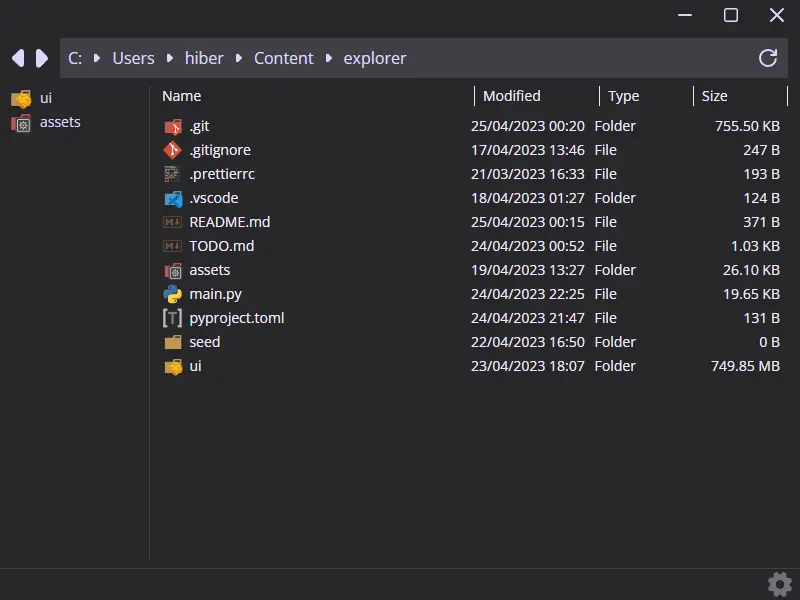 C: Users hiber Content explorer
ui
assets
Name Modified Type Size
.git 25/04/2023 00:20 Folder 755.50 KB
.gitignore 17/04/2023 13:46 File 247 B
.prettierrc 21/03/2023 16:33 File 193 B
.vscode 18/04/2023 01:27 Folder 124 B
README.md 25/04/2023 00:15 File 371 B
TODO.md 24/04/2023 00:52 File 1.03 KB
assets 19/04/2023 13:27 Folder 26.10 KB
main.py 24/04/2023 22:25 File 19.65 KB
pyproject.toml 24/04/2023 21:47 File 131 B
seed 22/04/2023 16:50 Folder 0 B
ui 23/04/2023 18:07 Folder 749.85 MB